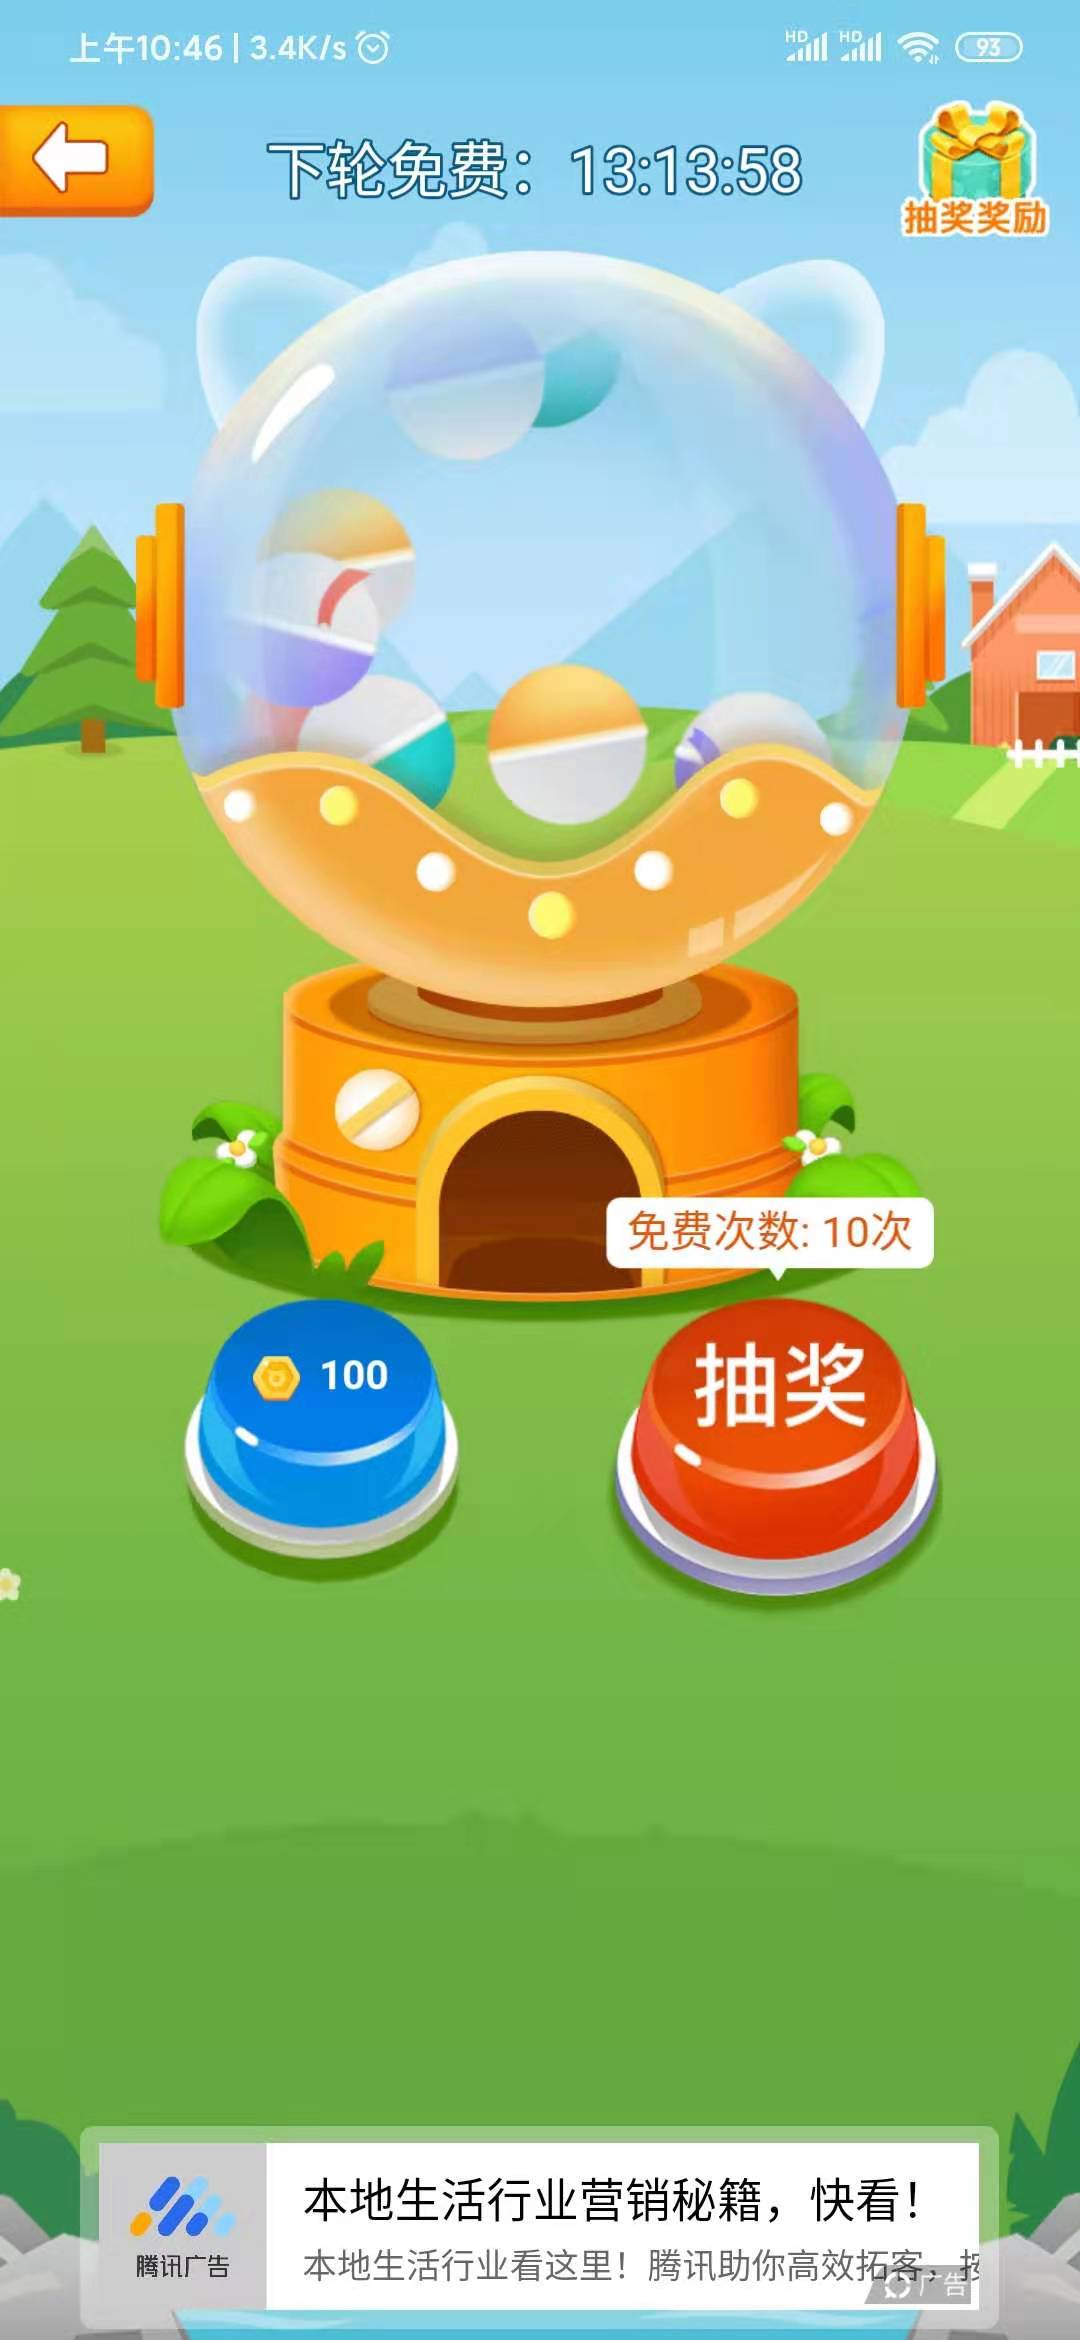 上午10:46 | 3.4K/s
HD HD 93
下轮免费：13:13:58
抽奖奖励
免费次数: 10次
100
抽奖
本地生活行业营销秘籍，快看！
腾讯广告
本地生活行业看这里！腾讯助你高效拓客，按
广告